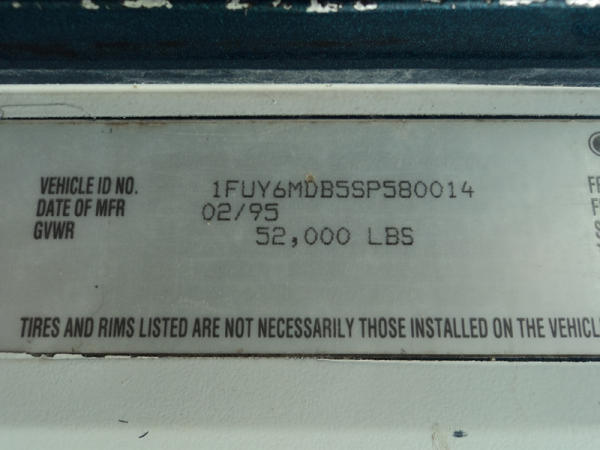 VEHICLE ID NO. 1FUY6MDB5SP580014
DATE OF MFR 02/95
GVWR 52,000 LBS
TIRES AND RIMS LISTED ARE NOT NECESSARILY THOSE INSTALLED ON THE VEHICL